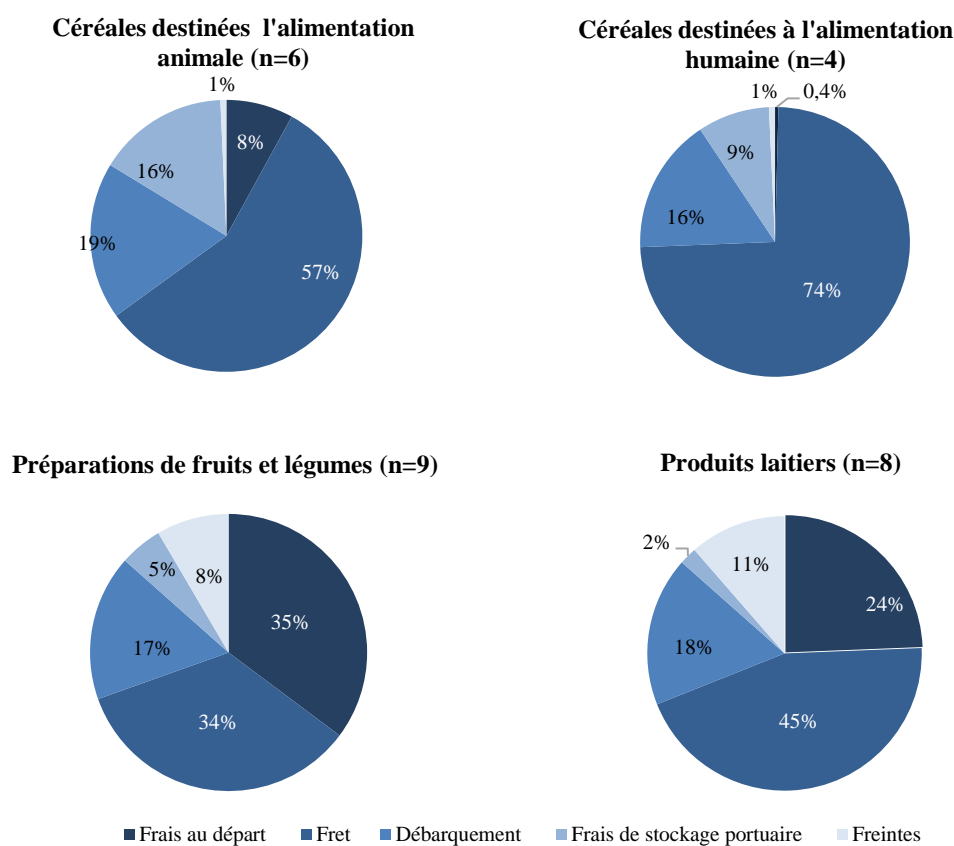 Céréales destinées  l'alimentation
animale (n=6)
1%
8%
16%
19%
57%
Céréales destinées à l'alimentation
humaine (n=4)
1%
0,4%
9%
16%
74%
Préparations de fruits et légumes (n=9)
5%
8%
35%
17%
34%
Produits laitiers (n=8)
2%
11%
24%
18%
45%
Frais au départ
Fret
Débarquement
Frais de stockage portuaire
Freintes